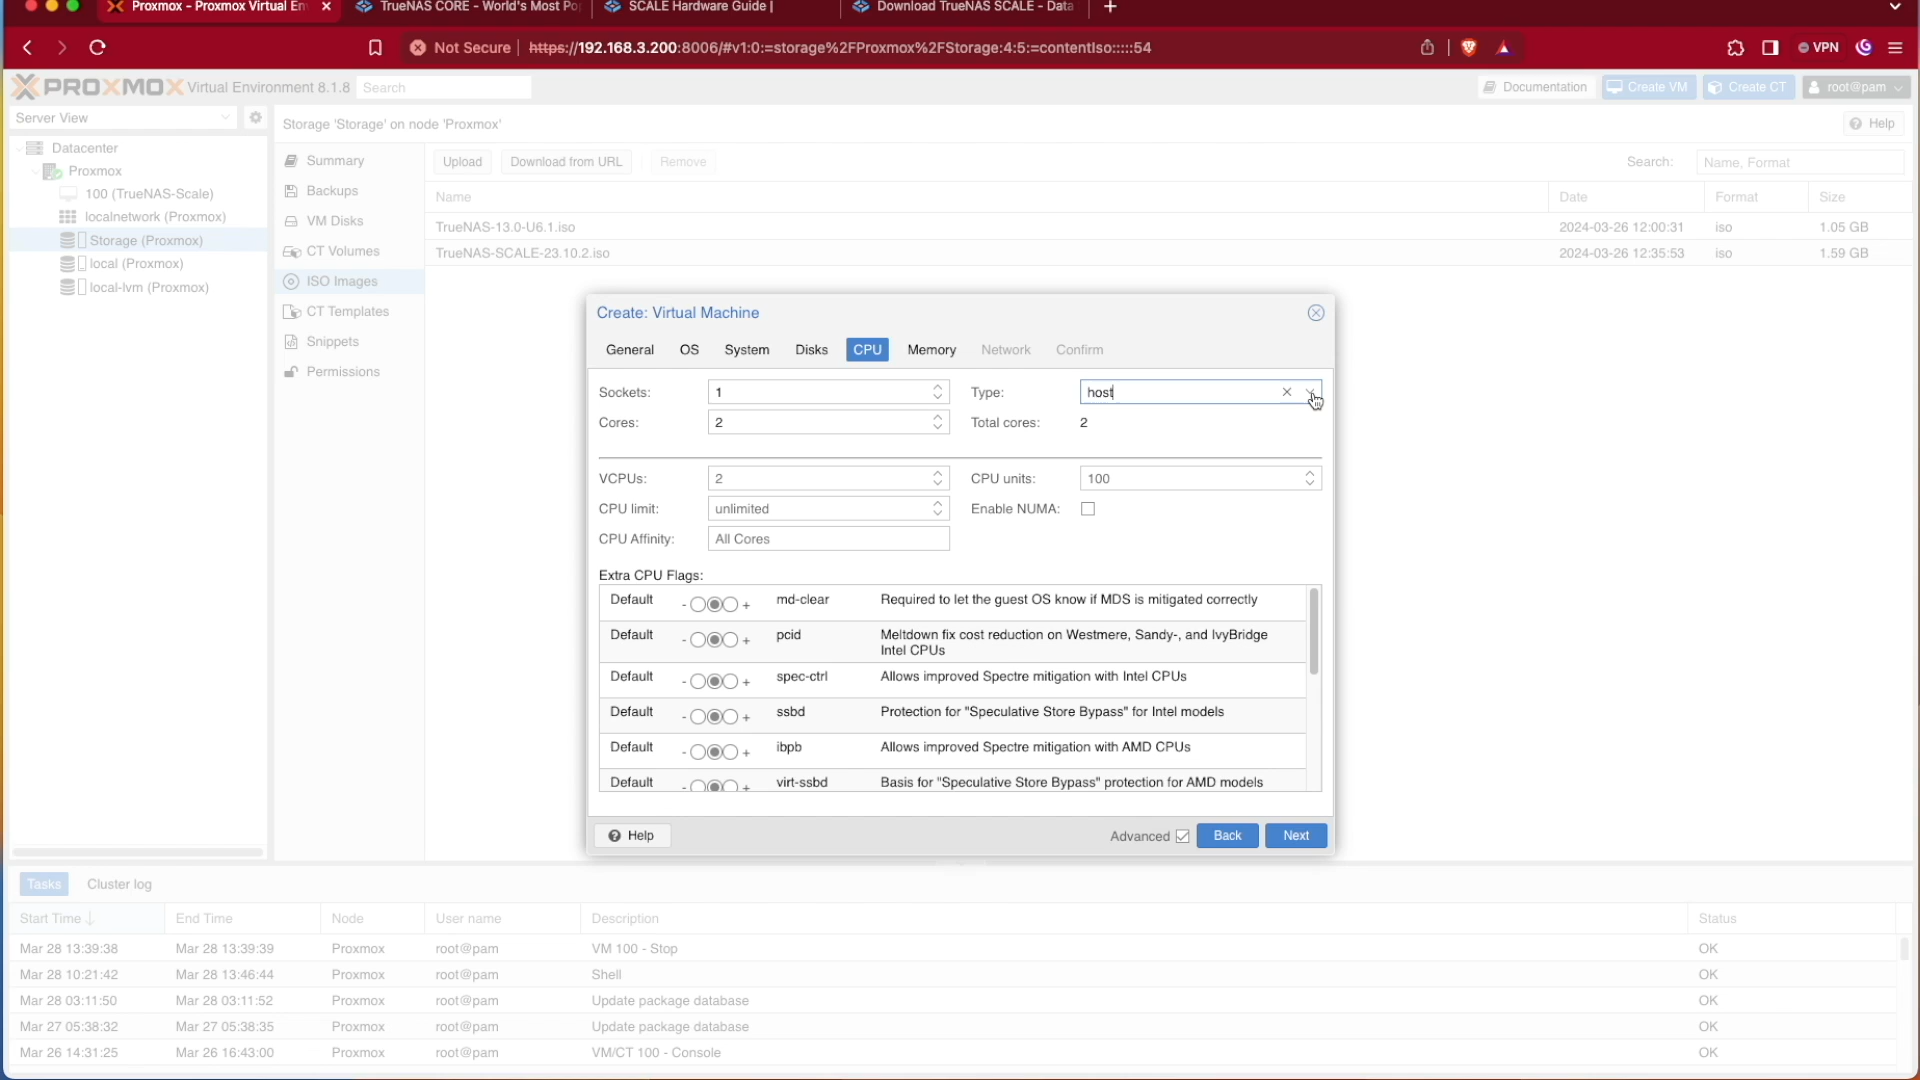 Proxmox - Proxmox Virtual En
TrueNAS CORE - World's Most Po
SCALE Hardware Guide |
Download TrueNAS SCALE - Data
Not Secure https://192.168.3.200:8006/#v1:0:=storage%2FProxmox%2FStorage:4:5:=contentIso:::::54
VPN
PROXMOX Virtual Environment 8.1.8 Search
Documentation Create VM Create CT root@pam
Server View
Storage 'Storage' on node 'Proxmox'
Help
Datacenter
Proxmox
100 (TrueNAS-Scale)
localnetwork (Proxmox)
Storage (Proxmox)
local (Proxmox)
local-lvm (Proxmox)
Summary
Backups
VM Disks
CT Volumes
ISO Images
CT Templates
Snippets
Permissions
Upload Download from URL Remove Search: Name, Format
Name Date Format Size
TrueNAS-13.0-U6.1.iso 2024-03-26 12:00:31 iso 1.05 GB
TrueNAS-SCALE-23.10.2.iso 2024-03-26 12:35:53 iso 1.59 GB
Create: Virtual Machine
General OS System Disks CPU Memory Network Confirm
Sockets: 1 Type: host
Cores: 2 Total cores: 2
VCPUs: 2 CPU units: 100
CPU limit: unlimited Enable NUMA:
CPU Affinity: All Cores
Extra CPU Flags:
Default - + md-clear Required to let the guest OS know if MDS is mitigated correctly
Default - + pcid Meltdown fix cost reduction on Westmere, Sandy-, and IvyBridge
Intel CPUs
Default - + spec-ctrl Allows improved Spectre mitigation with Intel CPUs
Default - + ssbd Protection for "Speculative Store Bypass" for Intel models
Default - + ibpb Allows improved Spectre mitigation with AMD CPUs
Default - + virt-ssbd Basis for "Speculative Store Bypass" protection for AMD models
Help Advanced Back Next
Tasks Cluster log
Start Time End Time Node User name Description Status
Mar 28 13:39:38 Mar 28 13:39:39 Proxmox root@pam VM 100 - Stop OK
Mar 28 10:21:42 Mar 28 13:46:44 Proxmox root@pam Shell OK
Mar 28 03:11:50 Mar 28 03:11:52 Proxmox root@pam Update package database OK
Mar 27 05:38:32 Mar 27 05:38:35 Proxmox root@pam Update package database OK
Mar 26 14:31:25 Mar 26 16:43:00 Proxmox root@pam VM/CT 100 - Console OK